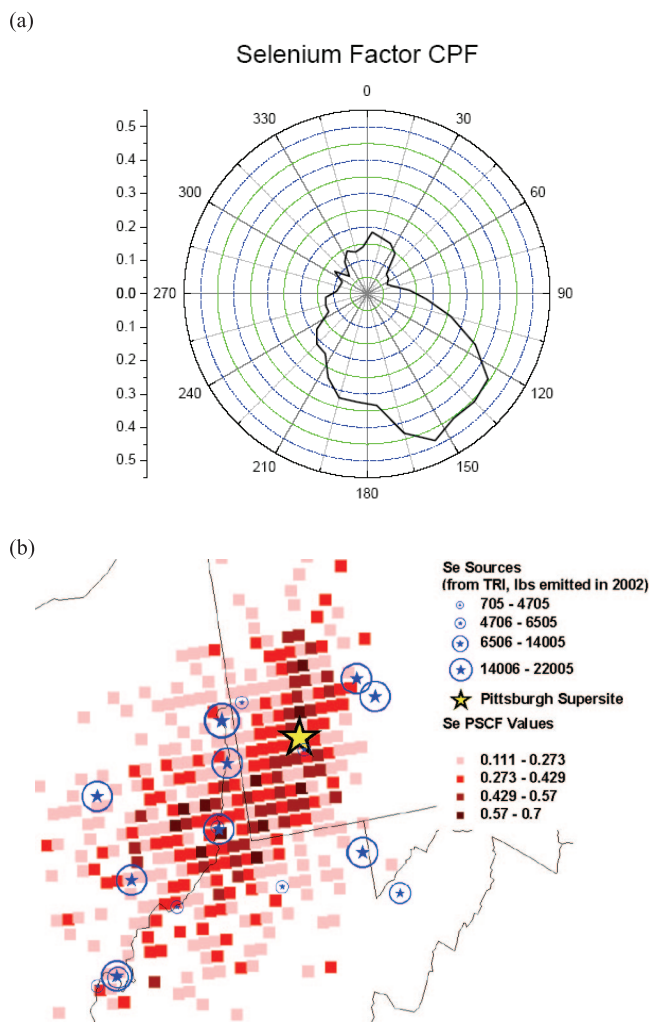 (a)
Selenium Factor CPF
0
330
30
0.5
0.4
300
60
0.3
0.2
0.1
0.0
270
90
0.1
0.2
0.3
240
120
0.4
0.5
210
150
180
(b)
Se Sources
(from TRI, lbs emitted in 2002)
705 - 4705
4706 - 6505
6506 - 14005
14006 - 22005
Pittsburgh Supersite
Se PSCF Values
0.111 - 0.273
0.273 - 0.429
0.429 - 0.57
0.57 - 0.7